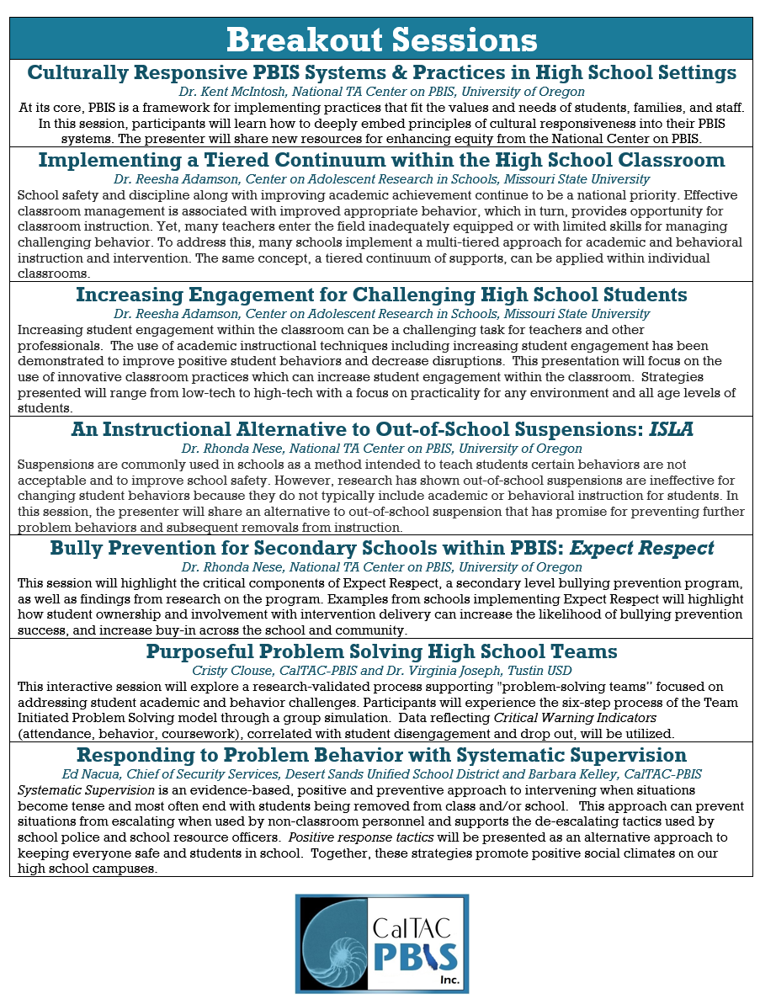 Breakout Sessions
Culturally Responsive PBIS Systems & Practices in High School Settings
Dr. Kent McIntosh, National TA Center on PBIS, University of Oregon
At its core, PBIS is a framework for implementing practices that fit the values and needs of students, families, and staff.
In this session, participants will learn how to deeply embed principles of cultural responsiveness into their PBIS
systems. The presenter will share new resources for enhancing equity from the National Center on PBIS.
Implementing a Tiered Continuum within the High School Classroom
Dr. Reesha Adamson, Center on Adolescent Research in Schools, Missouri State University
School safety and discipline along with improving academic achievement continue to be a national priority. Effective
classroom management is associated with improved appropriate behavior, which in turn, provides opportunity for
classroom instruction. Yet, many teachers enter the field inadequately equipped or with limited skills for managing
challenging behavior. To address this, many schools implement a multi-tiered approach for academic and behavioral
instruction and intervention. The same concept, a tiered continuum of supports, can be applied within individual
classrooms.
Increasing Engagement for Challenging High School Students
Dr. Reesha Adamson, Center on Adolescent Research in Schools, Missouri State University
Increasing student engagement within the classroom can be a challenging task for teachers and other
professionals.  The use of academic instructional techniques including increasing student engagement has been
demonstrated to improve positive student behaviors and decrease disruptions.  This presentation will focus on the
use of innovative classroom practices which can increase student engagement within the classroom.  Strategies
presented will range from low-tech to high-tech with a focus on practicality for any environment and all age levels of
students.
An Instructional Alternative to Out-of-School Suspensions: ISLA
Dr. Rhonda Nese, National TA Center on PBIS, University of Oregon
Suspensions are commonly used in schools as a method intended to teach students certain behaviors are not
acceptable and to improve school safety. However, research has shown out-of-school suspensions are ineffective for
changing student behaviors because they do not typically include academic or behavioral instruction for students. In
this session, the presenter will share an alternative to out-of-school suspension that has promise for preventing further
problem behaviors and subsequent removals from instruction.
Bully Prevention for Secondary Schools within PBIS: Expect Respect
Dr. Rhonda Nese, National TA Center on PBIS, University of Oregon
This session will highlight the critical components of Expect Respect, a secondary level bullying prevention program,
as well as findings from research on the program. Examples from schools implementing Expect Respect will highlight
how student ownership and involvement with intervention delivery can increase the likelihood of bullying prevention
success, and increase buy-in across the school and community.
Purposeful Problem Solving High School Teams
Cristy Clouse, CalTAC-PBIS and Dr. Virginia Joseph, Tustin USD
This interactive session will explore a research-validated process supporting "problem-solving teams” focused on
addressing student academic and behavior challenges. Participants will experience the six-step process of the Team
Initiated Problem Solving model through a group simulation.  Data reflecting Critical Warning Indicators
(attendance, behavior, coursework), correlated with student disengagement and drop out, will be utilized.
Responding to Problem Behavior with Systematic Supervision
Ed Nacua, Chief of Security Services, Desert Sands Unified School District and Barbara Kelley, CalTAC-PBIS
Systematic Supervision is an evidence-based, positive and preventive approach to intervening when situations
become tense and most often end with students being removed from class and/or school.   This approach can prevent
situations from escalating when used by non-classroom personnel and supports the de-escalating tactics used by
school police and school resource officers.  Positive response tactics will be presented as an alternative approach to
keeping everyone safe and students in school.  Together, these strategies promote positive social climates on our
high school campuses.
CalTAC
PBIS
Inc.